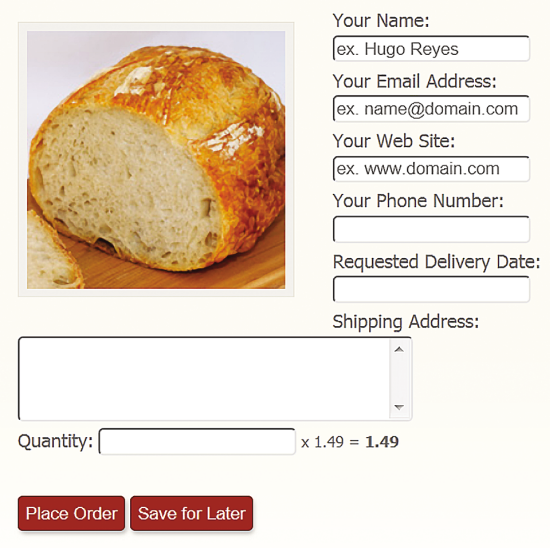 Your Name:
ex. Hugo Reyes
Your Email Address:
ex. name@domain.com
Your Web Site:
ex. www.domain.com
Your Phone Number:
Requested Delivery Date:
Shipping Address:
Quantity: x 1.49 = 1.49
Place Order Save for Later